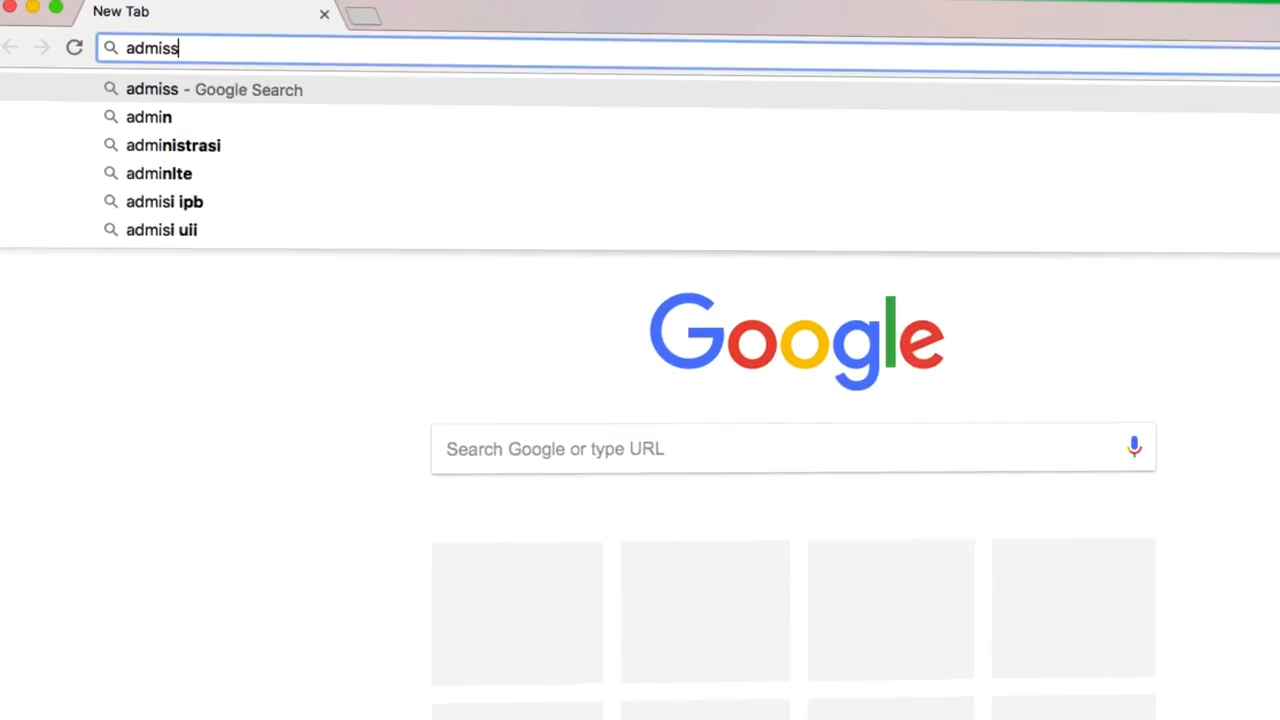 New Tab
admiss
admiss - Google Search
admin
administrasi
adminlte
admisi ipb
admisi uii
Google
Search Google or type URL